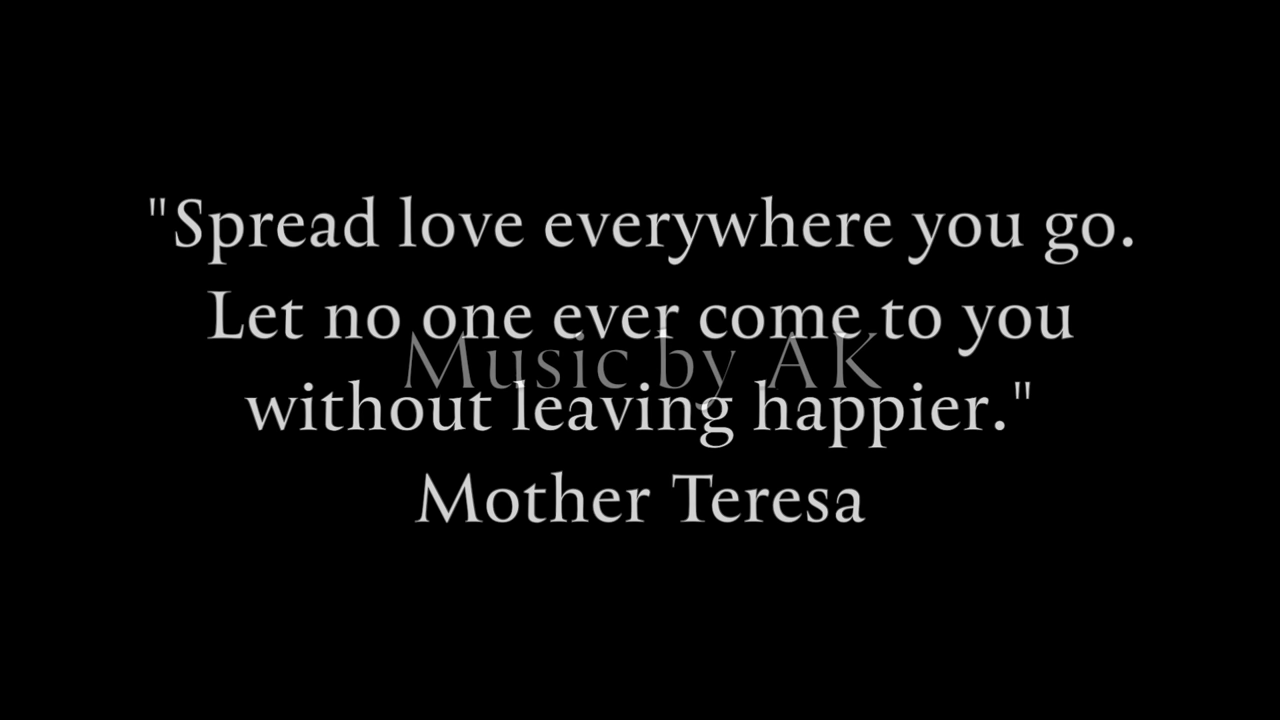 "Spread love everywhere you go.
Let no one ever come to you
Music by AK
without leaving happier."
Mother Teresa